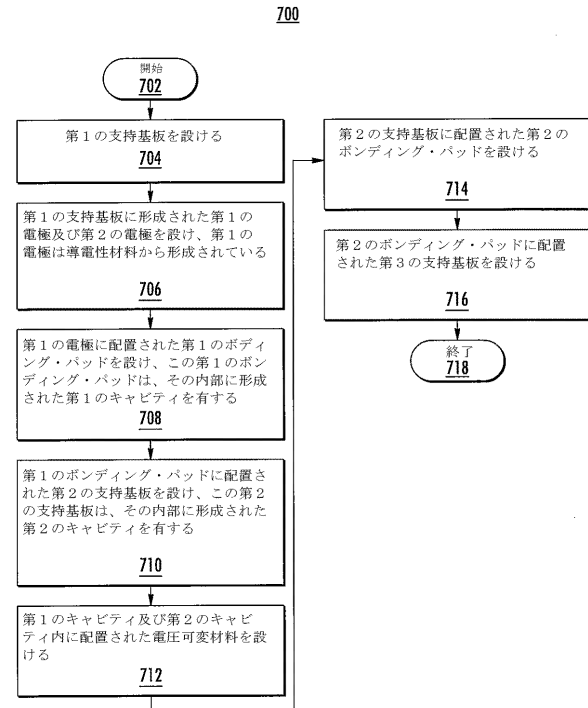 700
開始
702
第1の支持基板を設ける
704
第1の支持基板に形成された第1の
電極及び第2の電極を設け、第1の
電極は導電性材料から形成されている
706
第1の電極に配置された第1のボディ
ング・パッドを設け、この第1のボン
ディング・パッドは、その内部に形成
された第1のキャビティを有する
708
第1のボンディング・パッドに配置さ
れた第2の支持基板を設け、この第2
の支持基板は、その内部に形成された
第2のキャビティを有する
710
第1のキャビティ及び第2のキャビ
ティ内に配置された電圧可変材料を設
ける
712
第2の支持基板に配置された第2の
ボンディング・パッドを設ける
714
第2のボンディング・パッドに配置
された第3の支持基板を設ける
716
終了
718